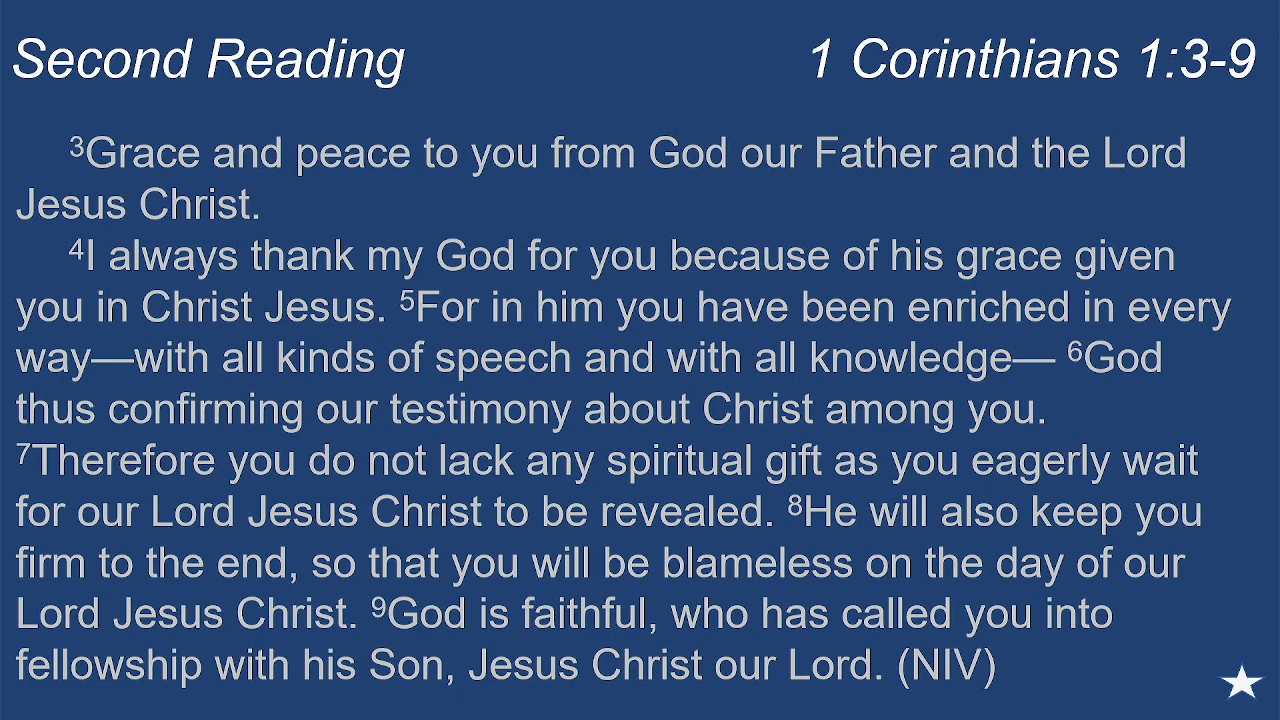 Second Reading 1 Corinthians 1:3-9
³Grace and peace to you from God our Father and the Lord
Jesus Christ.
⁴I always thank my God for you because of his grace given
you in Christ Jesus. ⁵For in him you have been enriched in every
way—with all kinds of speech and with all knowledge— ⁶God
thus confirming our testimony about Christ among you.
⁷Therefore you do not lack any spiritual gift as you eagerly wait
for our Lord Jesus Christ to be revealed. ⁸He will also keep you
firm to the end, so that you will be blameless on the day of our
Lord Jesus Christ. ⁹God is faithful, who has called you into
fellowship with his Son, Jesus Christ our Lord. (NIV)